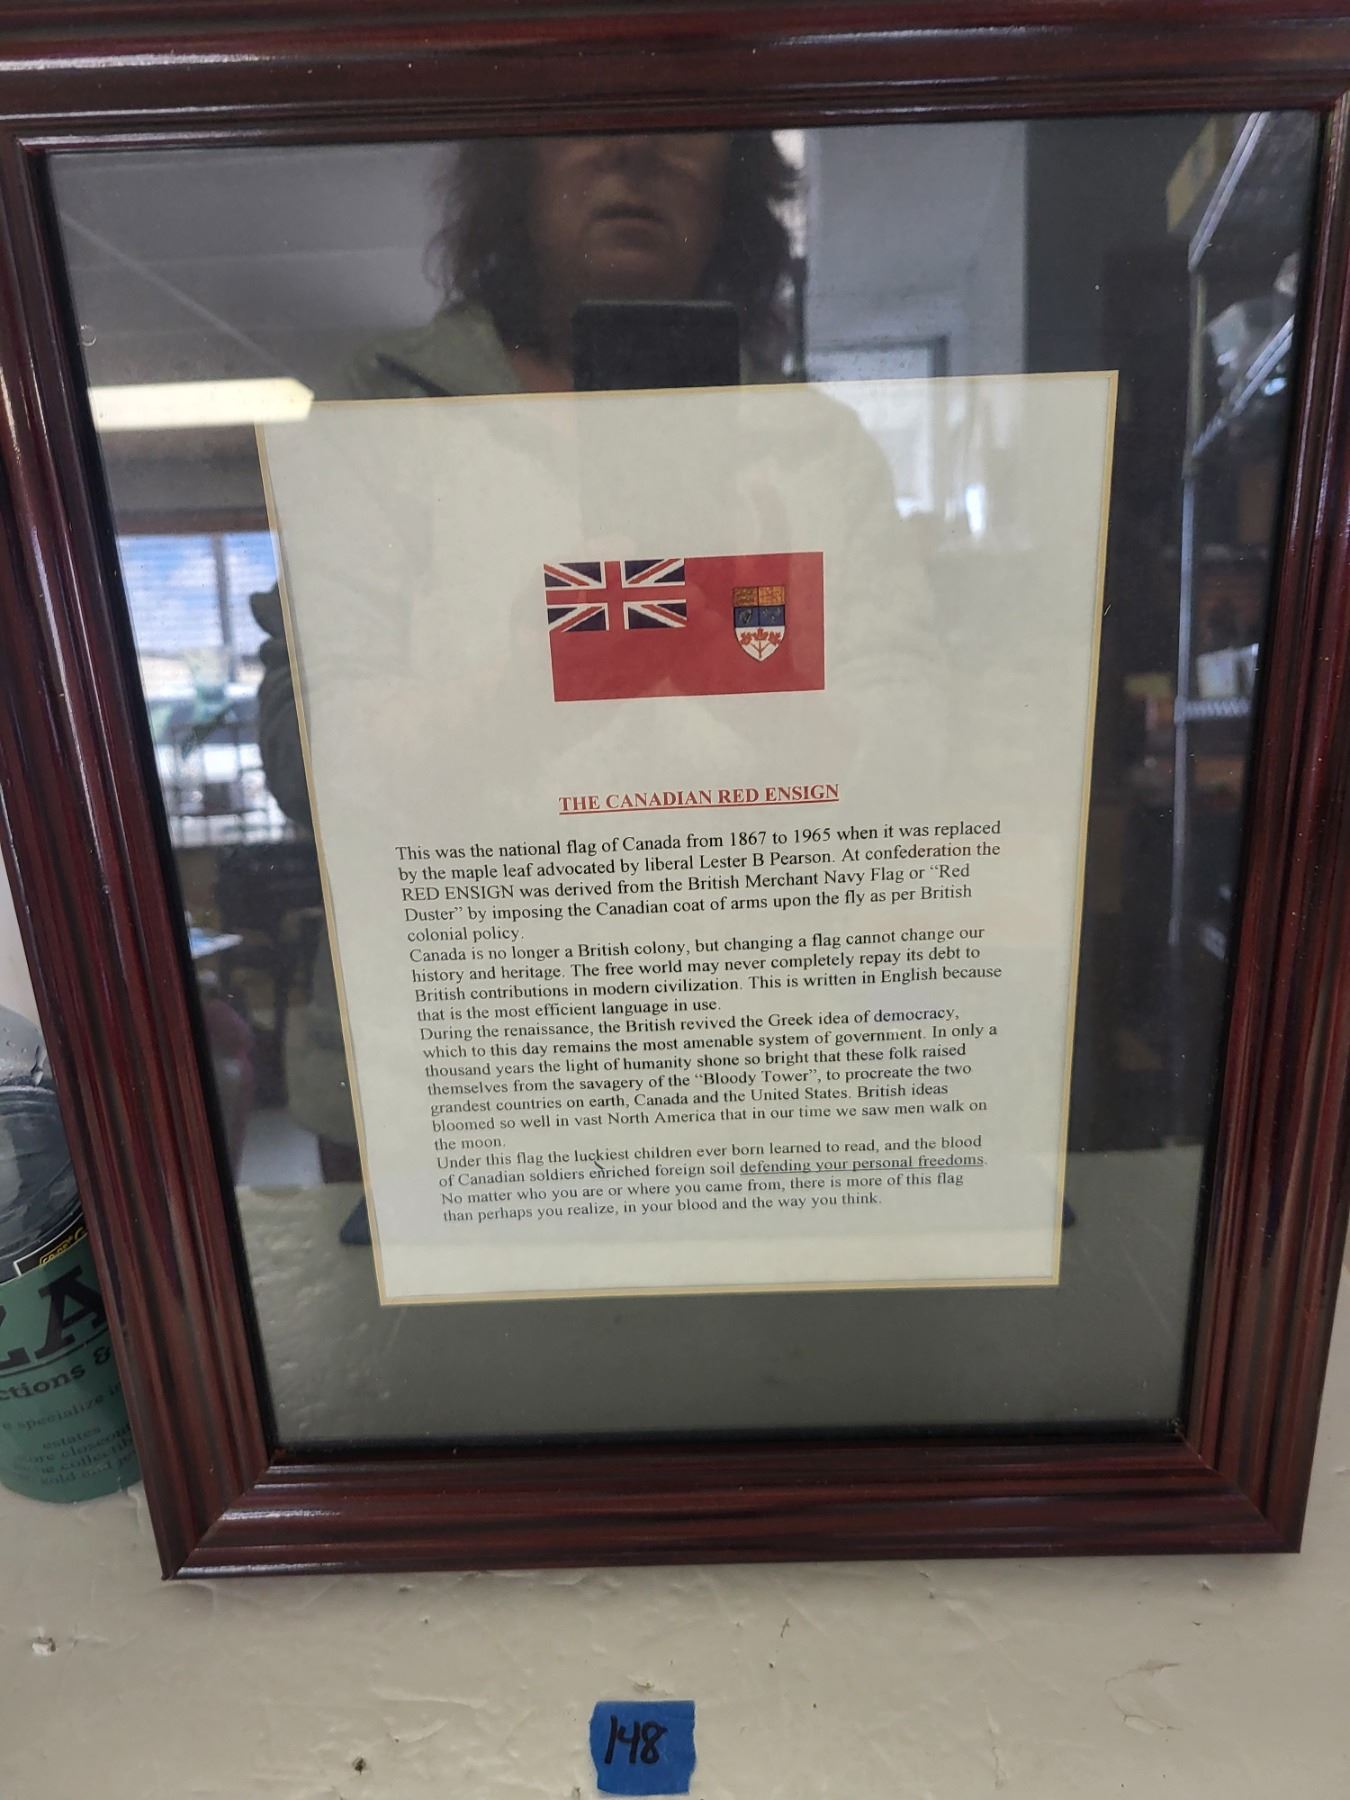 THE CANADIAN RED ENSIGN
This was the national flag of Canada from 1867 to 1965 when it was replaced
by the maple leaf advocated by liberal Lester B Pearson. At confederation the
RED ENSIGN was derived from the British Merchant Navy Flag or “Red
Duster” by imposing the Canadian coat of arms upon the fly as per British
colonial policy.
Canada is no longer a British colony, but changing a flag cannot change our
history and heritage. The free world may never completely repay its debt to
British contributions in modern civilization. This is written in English because
that is the most efficient language in use.
During the renaissance, the British revived the Greek idea of democracy,
which to this day remains the most amenable system of government. In only a
thousand years the light of humanity shone so bright that these folk raised
themselves from the savagery of the “Bloody Tower”, to procreate the two
grandest countries on earth, Canada and the United States. British ideas
bloomed so well in vast North America that in our time we saw men walk on
the moon.
Under this flag the luckiest children ever born learned to read, and the blood
of Canadian soldiers enriched foreign soil defending your personal freedoms.
No matter who you are or where you came from, there is more of this flag
than perhaps you realize, in your blood and the way you think.
ZA
ctions &
specialize
estates
gold and
148